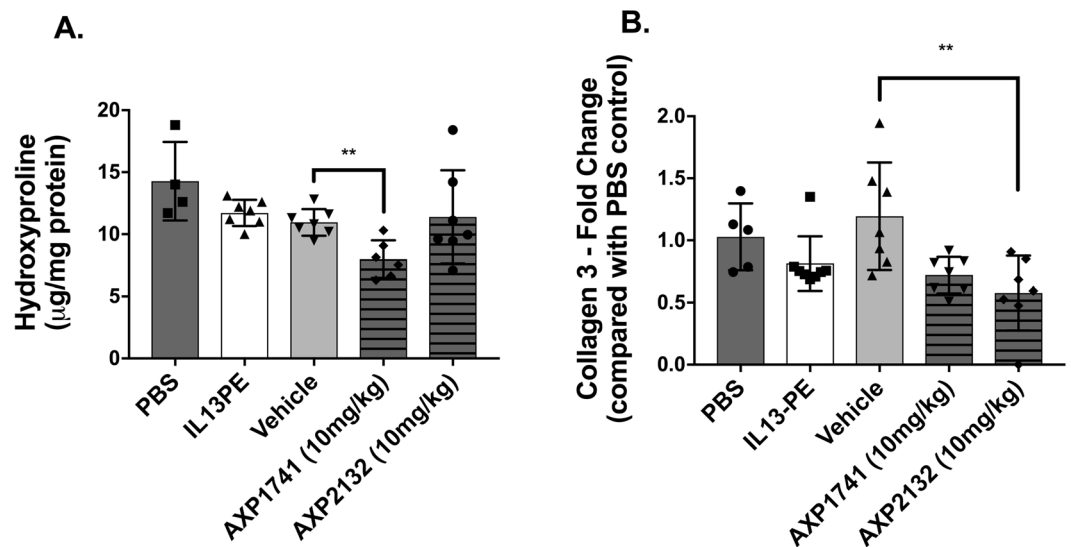 A.
Hydroxyproline
(μg/mg protein)
20
15
10
5
0
**
PBS
IL13PE
Vehicle
AXP1741 (10mg/kg)
AXP2132 (10mg/kg)
B.
Collagen 3 - Fold Change
(compared with PBS control)
2.0
1.5
1.0
0.5
0.0
**
PBS
IL13-PE
Vehicle
AXP1741 (10mg/kg)
AXP2132 (10mg/kg)